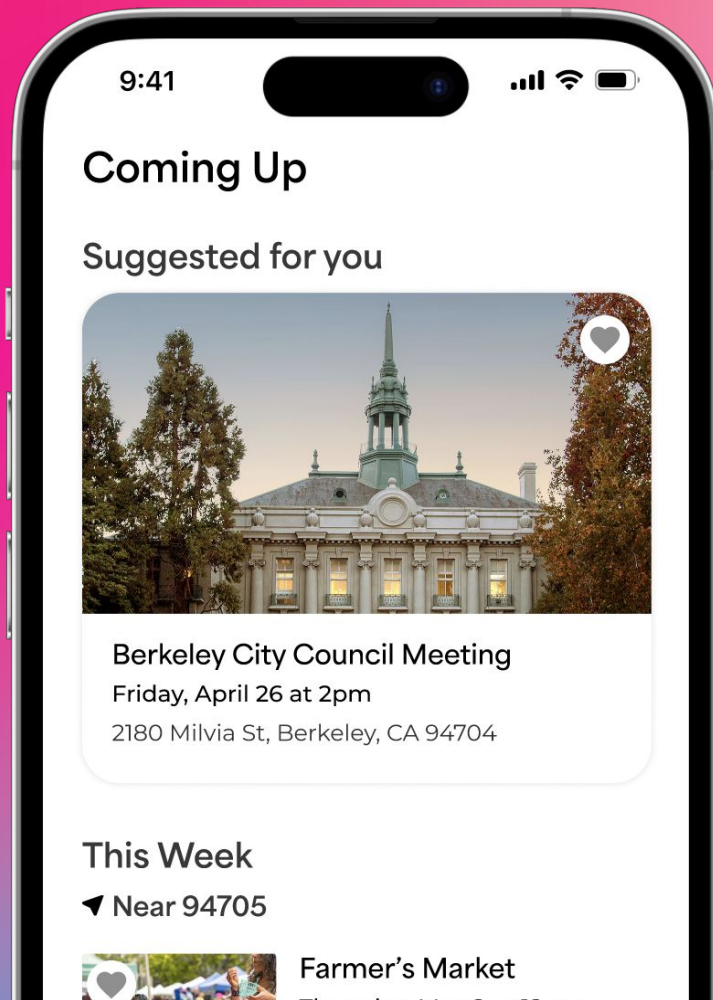 9:41
Coming Up
Suggested for you
Berkeley City Council Meeting
Friday, April 26 at 2pm
2180 Milvia St, Berkeley, CA 94704
This Week
Near 94705
Farmer’s Market